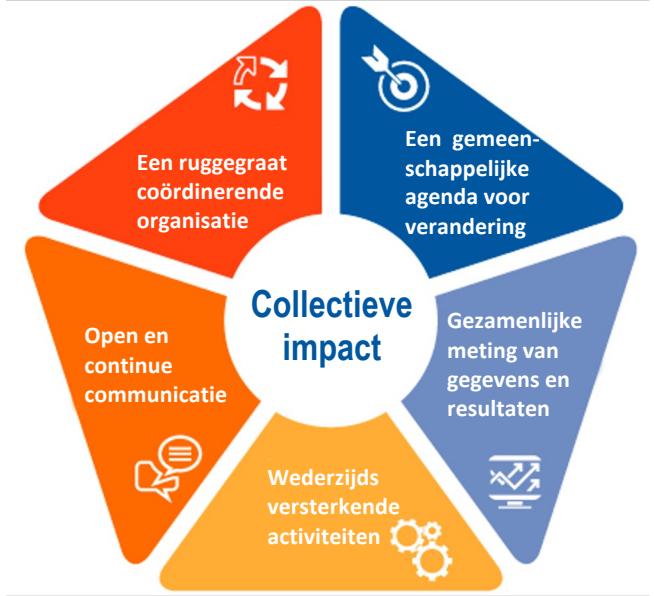 Een ruggegraat
coördinerende
organisatie
Een gemeen-
schappelijke
agenda voor
verandering
Collectieve
impact
Gezamenlijke
meting van
gegevens en
resultaten
Open en
continue
communicatie
Wederzijds
versterkende
activiteiten